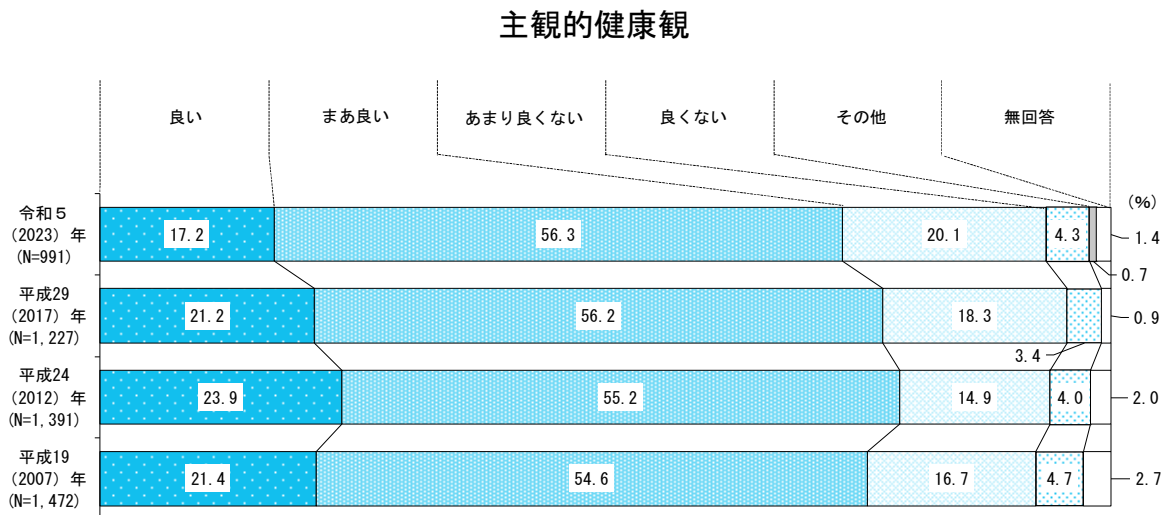 主観的健康観
良い
まあ良い
あまり良くない
良くない
その他
無回答
(%)
令和5
(2023) 年
(N=991)
17.2
56.3
20.1
4.3
1.4
0.7
平成29
(2017) 年
(N=1,227)
21.2
56.2
18.3
0.9
3.4
平成24
(2012) 年
(N=1,391)
23.9
55.2
14.9
4.0
2.0
平成19
(2007) 年
(N=1,472)
21.4
54.6
16.7
4.7
2.7